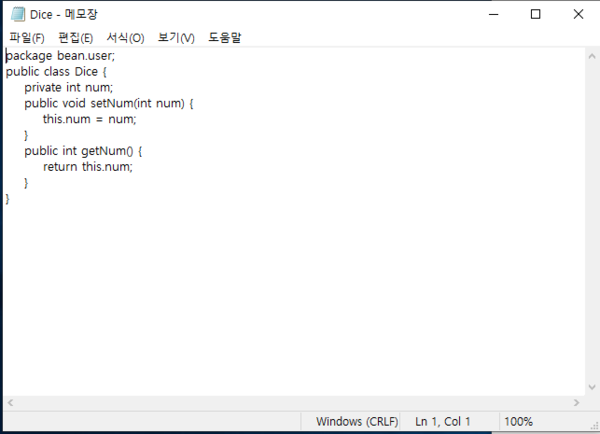 Dice - 메모장
파일(F) 편집(E) 서식(O) 보기(V) 도움말
package bean.user;
public class Dice {
private int num;
public void setNum(int num) {
this.num = num;
}
public int getNum() {
return this.num;
}
}
Windows (CRLF) Ln 1, Col 1 100%